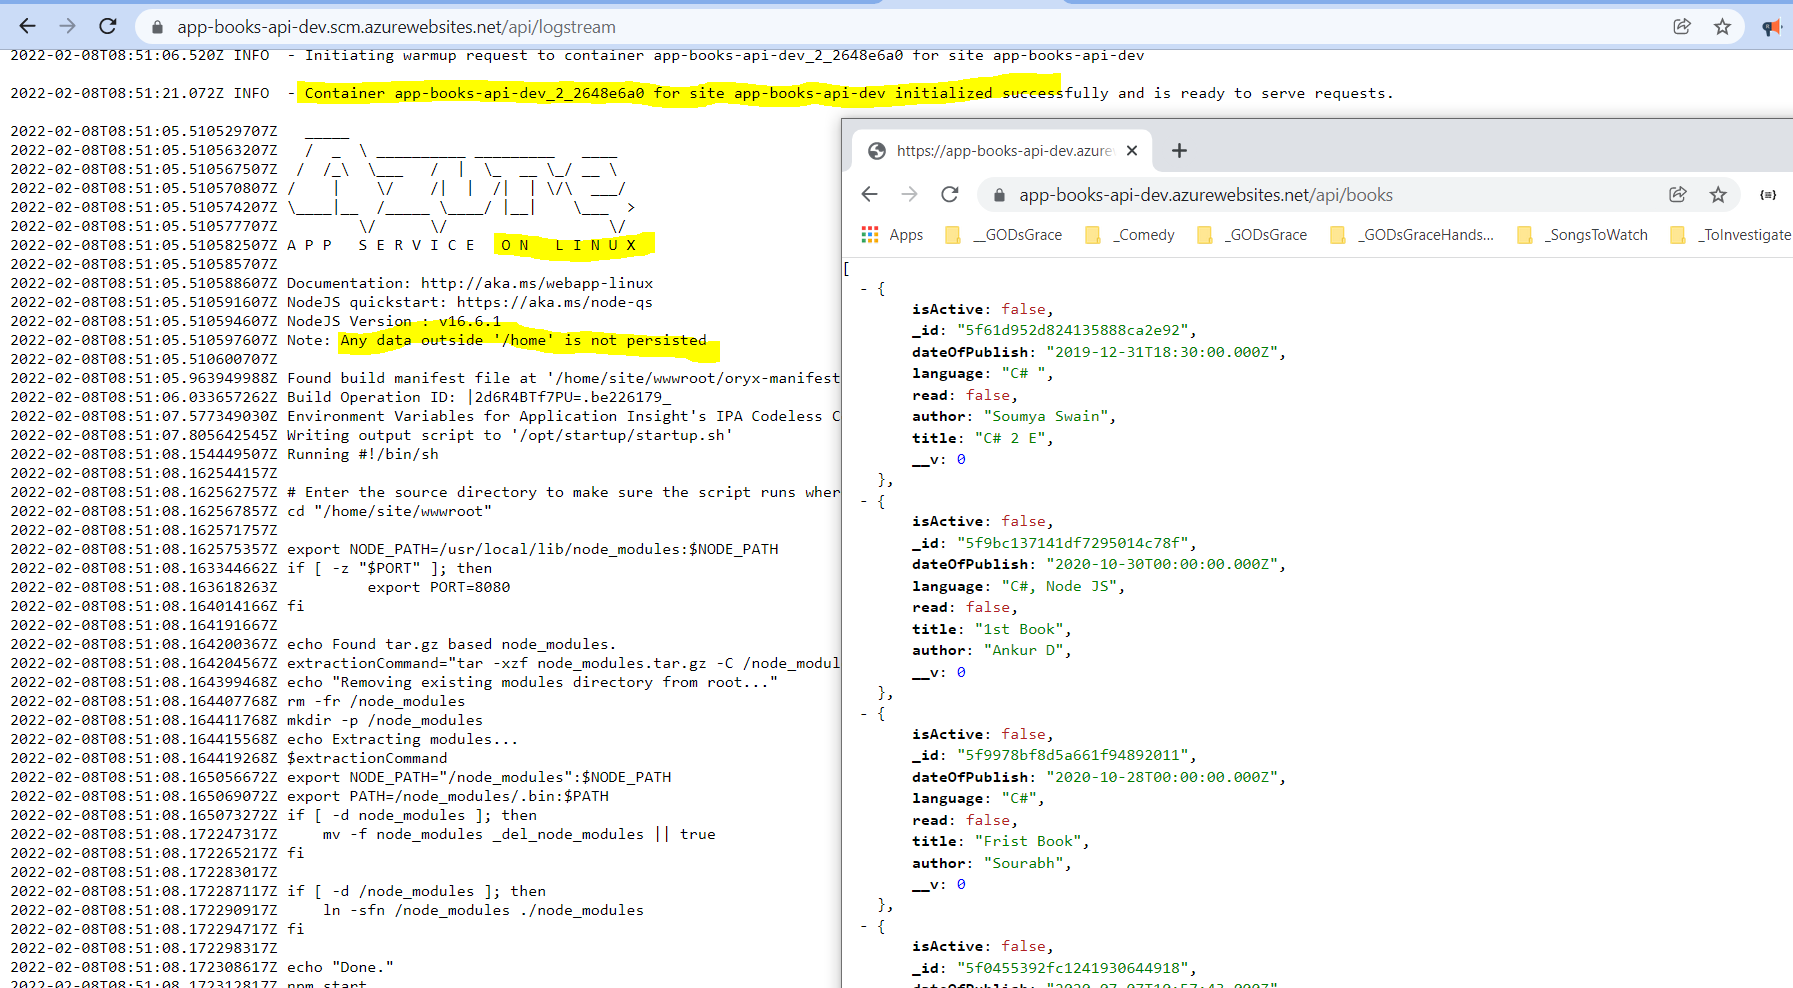 app-books-api-dev.scm.azurewebsites.net/api/logstream
2022-02-08T08:51:06.520Z INFO  - Initiating warmup request to container app-books-api-dev_2_2648e6a0 for site app-books-api-dev
2022-02-08T08:51:21.072Z INFO  - Container app-books-api-dev_2_2648e6a0 for site app-books-api-dev initialized successfully and is ready to serve requests.
2022-02-08T08:51:05.510529707Z   _____
2022-02-08T08:51:05.510563207Z   /  _  \ __________ _________   ____
2022-02-08T08:51:05.510567507Z  /  /_\  \___   /  |  \_  __ \_/ __ \
2022-02-08T08:51:05.510570807Z /    |    \/    /|  |  /|  | \/\  ___/
2022-02-08T08:51:05.510574207Z \____|__  /_____ \____/ |__|    \___  >
2022-02-08T08:51:05.510577707Z         \/      \/                  \/
2022-02-08T08:51:05.510582507Z A P P   S E R V I C E   O N   L I N U X
2022-02-08T08:51:05.510585707Z
2022-02-08T08:51:05.510588607Z Documentation: http://aka.ms/webapp-linux
2022-02-08T08:51:05.510591607Z NodeJS quickstart: https://aka.ms/node-qs
2022-02-08T08:51:05.510594607Z NodeJS Version : v16.6.1
2022-02-08T08:51:05.510597607Z Note: Any data outside '/home' is not persisted
2022-02-08T08:51:05.510600707Z
2022-02-08T08:51:05.963949988Z Found build manifest file at '/home/site/wwwroot/oryx-manifest
2022-02-08T08:51:06.033657262Z Build Operation ID: |2d6R4BTf7PU=.be226179_
2022-02-08T08:51:07.577349030Z Environment Variables for Application Insight's IPA Codeless C
2022-02-08T08:51:07.805642545Z Writing output script to '/opt/startup/startup.sh'
2022-02-08T08:51:08.154449507Z Running #!/bin/sh
2022-02-08T08:51:08.162544157Z
2022-02-08T08:51:08.162562757Z # Enter the source directory to make sure the script runs wher
2022-02-08T08:51:08.162567857Z cd "/home/site/wwwroot"
2022-02-08T08:51:08.162571757Z
2022-02-08T08:51:08.162575357Z export NODE_PATH=/usr/local/lib/node_modules:$NODE_PATH
2022-02-08T08:51:08.163344662Z if [ -z "$PORT" ]; then
2022-02-08T08:51:08.163618263Z          export PORT=8080
2022-02-08T08:51:08.164014166Z fi
2022-02-08T08:51:08.164191667Z
2022-02-08T08:51:08.164200367Z echo Found tar.gz based node_modules.
2022-02-08T08:51:08.164204567Z extractionCommand="tar -xzf node_modules.tar.gz -C /node_modul
2022-02-08T08:51:08.164399468Z echo "Removing existing modules directory from root..."
2022-02-08T08:51:08.164407768Z rm -fr /node_modules
2022-02-08T08:51:08.164411768Z mkdir -p /node_modules
2022-02-08T08:51:08.164415568Z echo Extracting modules...
2022-02-08T08:51:08.164419268Z $extractionCommand
2022-02-08T08:51:08.165056672Z export NODE_PATH="/node_modules":$NODE_PATH
2022-02-08T08:51:08.165069072Z export PATH=/node_modules/.bin:$PATH
2022-02-08T08:51:08.165073272Z if [ -d node_modules ]; then
2022-02-08T08:51:08.172247317Z     mv -f node_modules _del_node_modules || true
2022-02-08T08:51:08.172265217Z fi
2022-02-08T08:51:08.172283017Z
2022-02-08T08:51:08.172287117Z if [ -d /node_modules ]; then
2022-02-08T08:51:08.172290917Z     ln -sfn /node_modules ./node_modules
2022-02-08T08:51:08.172294717Z fi
2022-02-08T08:51:08.172298317Z
2022-02-08T08:51:08.172308617Z echo "Done."
2022-02-08T08:51:08.172312817Z npm start
https://app-books-api-dev.azure
app-books-api-dev.azurewebsites.net/api/books
Apps __GODsGrace _Comedy _GODsGrace _GODsGraceHands... _SongsToWatch _ToInvestigate
[
- {
isActive: false,
_id: "5f61d952d824135888ca2e92",
dateOfPublish: "2019-12-31T18:30:00.000Z",
language: "C# ",
read: false,
author: "Soumya Swain",
title: "C# 2 E",
__v: 0
},
- {
isActive: false,
_id: "5f9bc137141df7295014c78f",
dateOfPublish: "2020-10-30T00:00:00.000Z",
language: "C#, Node JS",
read: false,
title: "1st Book",
author: "Ankur D",
__v: 0
},
- {
isActive: false,
_id: "5f9978bf8d5a661f94892011",
dateOfPublish: "2020-10-28T00:00:00.000Z",
language: "C#",
read: false,
title: "Frist Book",
author: "Sourabh",
__v: 0
},
- {
isActive: false,
_id: "5f0455392fc1241930644918",
dateOfPublish: "2020-07-07T10:57:43.000Z"